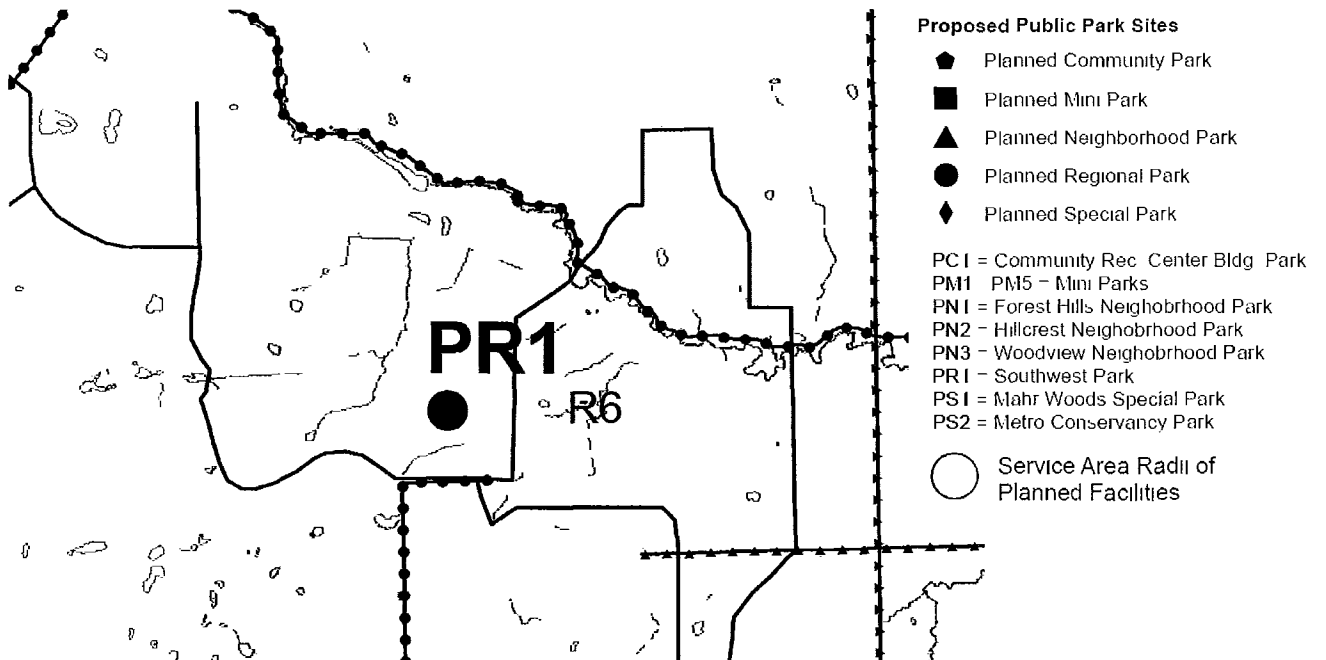 Proposed Public Park Sites
Planned Community Park
Planned Mini Park
Planned Neighborhood Park
Planned Regional Park
Planned Special Park
PC1 = Community Rec Center Bldg Park
PM1 PM5 = Mini Parks
PN1 = Forest Hills Neighobrhood Park
PN2 = Hillcrest Neighobrhood Park
PN3 = Woodview Neighobrhood Park
PR1 = Southwest Park
PS1 = Mahr Woods Special Park
PS2 = Metro Conservancy Park
Service Area Radii of
Planned Facilities
PR1
R6